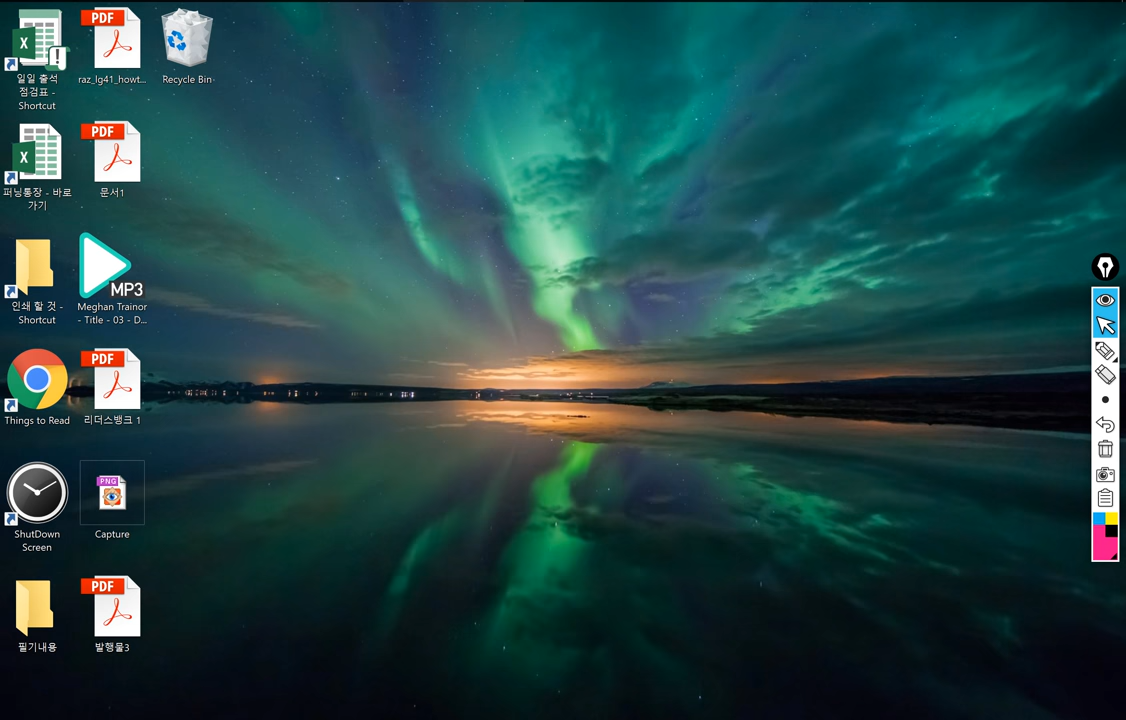 PDF
X
일일 출석
점검표 -
Shortcut
raz_lg41_howt...
Recycle Bin
PDF
X
퍼닝통장 - 바로
가기
문서1
MP3
인쇄 할 것 -
Shortcut
Meghan Trainor
- Title - 03 - D...
PDF
Things to Read
리더스뱅크 1
PNG
ShutDown
Screen
Capture
PDF
필기내용
발행물3